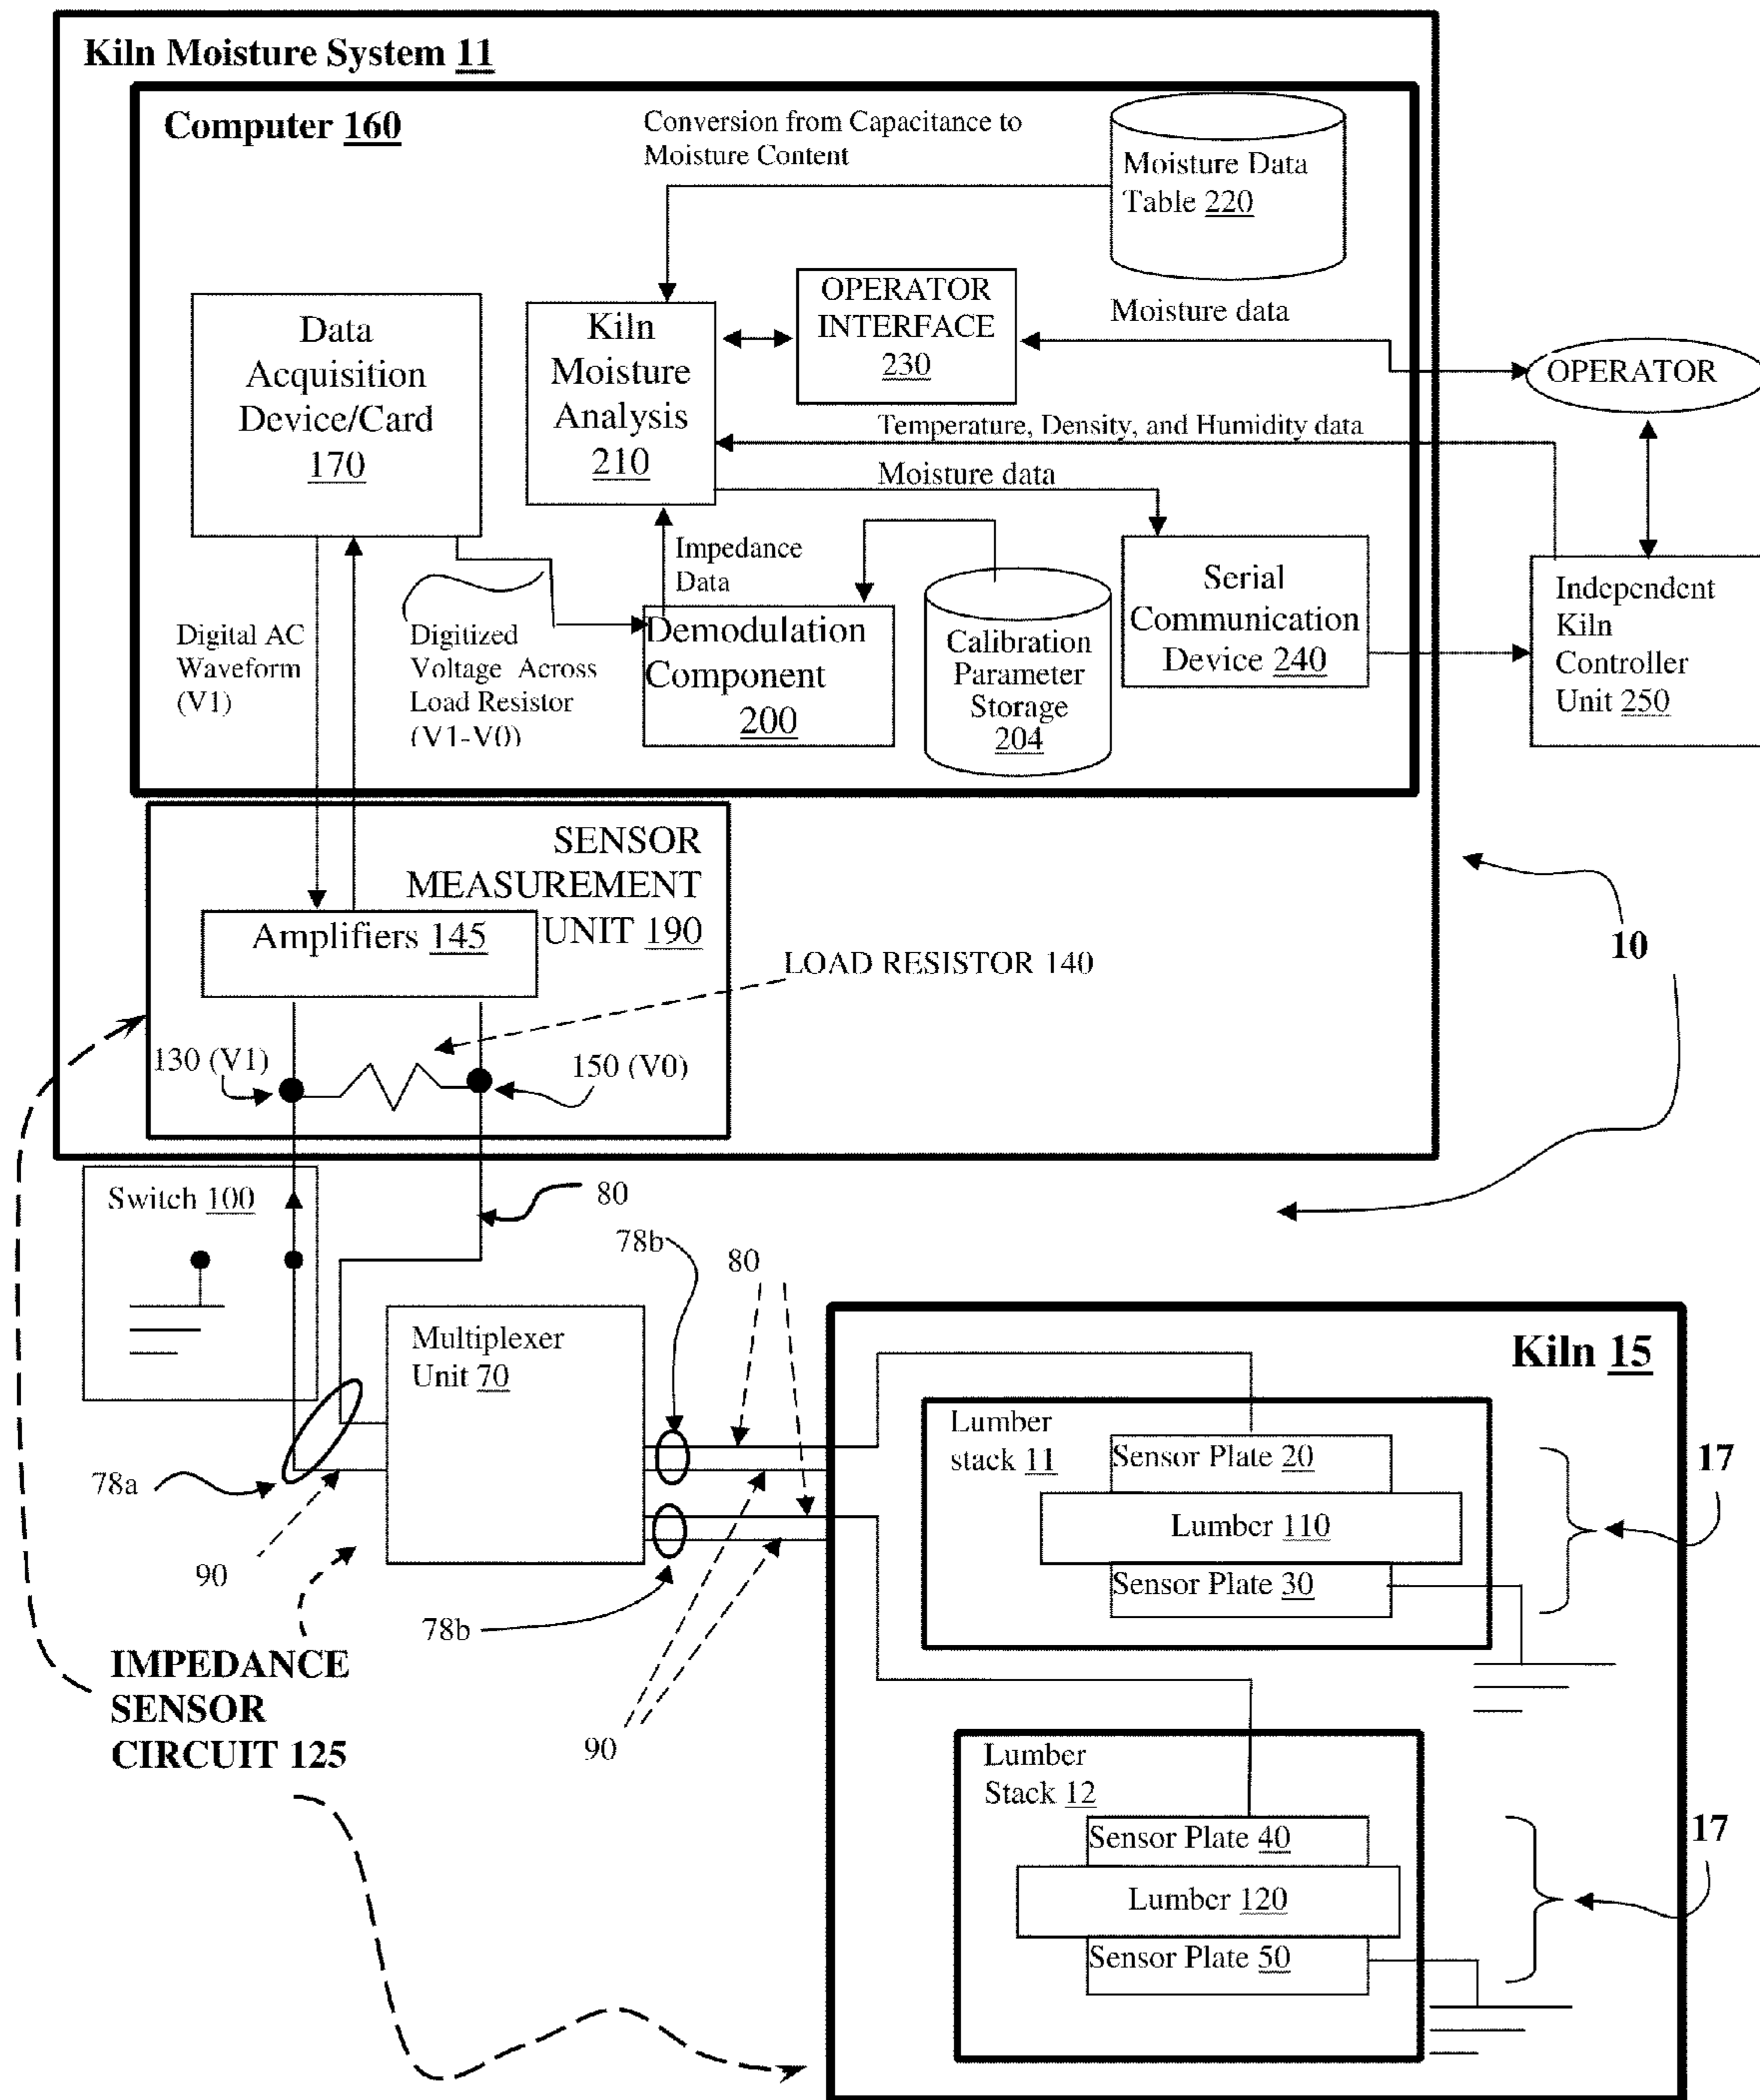 Kiln Moisture System 11
Computer 160
Conversion from Capacitance to
Moisture Content
Moisture Data
Table 220
Data
Acquisition
Device/Card
170
Kiln
Moisture
Analysis
210
OPERATOR
INTERFACE
230
Moisture data
OPERATOR
Temperature, Density, and Humidity data
Moisture data
Impedance
Data
Digital AC
Waveform
(V1)
Digitized
Voltage Across
Load Resistor
(V1-V0)
Demodulation
Component
200
Calibration
Parameter
Storage
204
Serial
Communication
Device 240
Independent
Kiln
Controller
Unit 250
SENSOR
MEASUREMENT
UNIT 190
Amplifiers 145
LOAD RESISTOR 140
10
130 (V1)
150 (V0)
Switch 100
80
78b
80
Multiplexer
Unit 70
Kiln 15
Lumber
stack 11
Sensor Plate 20
Lumber 110
Sensor Plate 30
17
78a
90
78b
90
IMPEDANCE
SENSOR
CIRCUIT 125
Lumber
Stack 12
Sensor Plate 40
Lumber 120
Sensor Plate 50
17